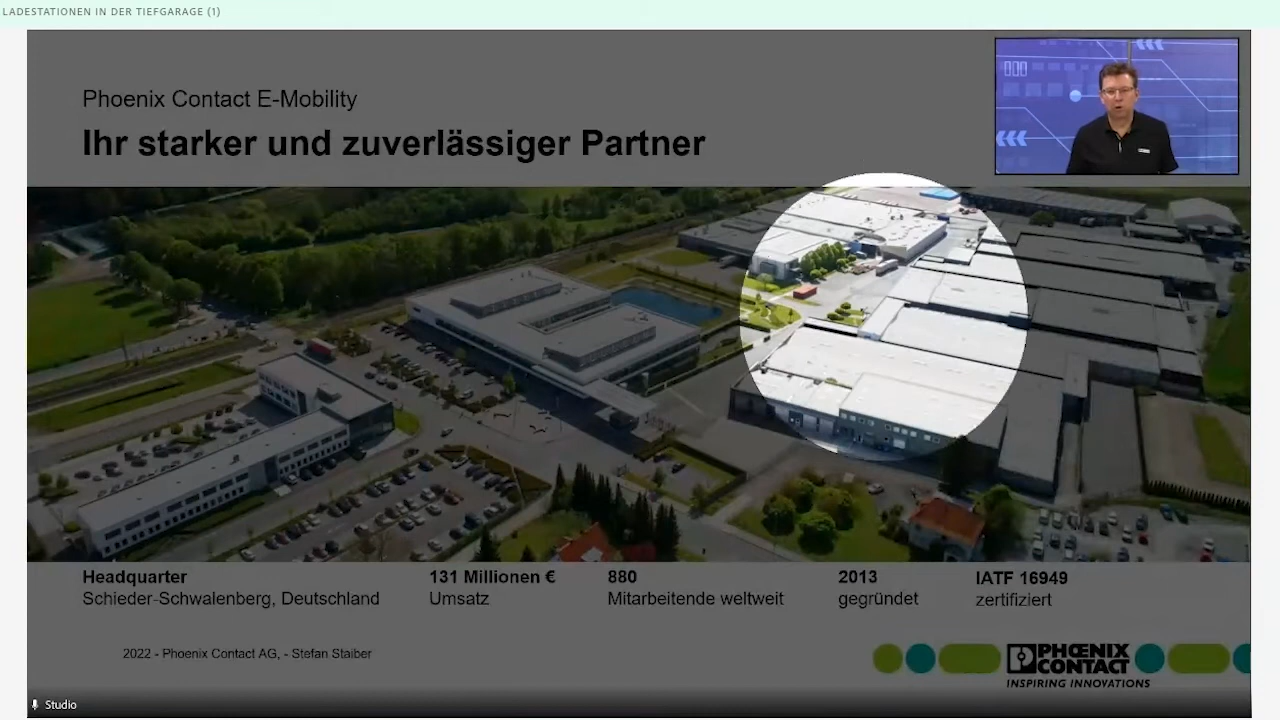 LADESTATIONEN IN DER TIEFGARAGE (1)
Phoenix Contact E-Mobility
Ihr starker und zuverlässiger Partner
Headquarter
Schieder-Schwalenberg, Deutschland
131 Millionen €
Umsatz
880
Mitarbeitende weltweit
2013
gegründet
IATF 16949
zertifiziert
2022 - Phoenix Contact AG, - Stefan Staiber
PHŒNIX
CONTACT
INSPIRING INNOVATIONS
Studio